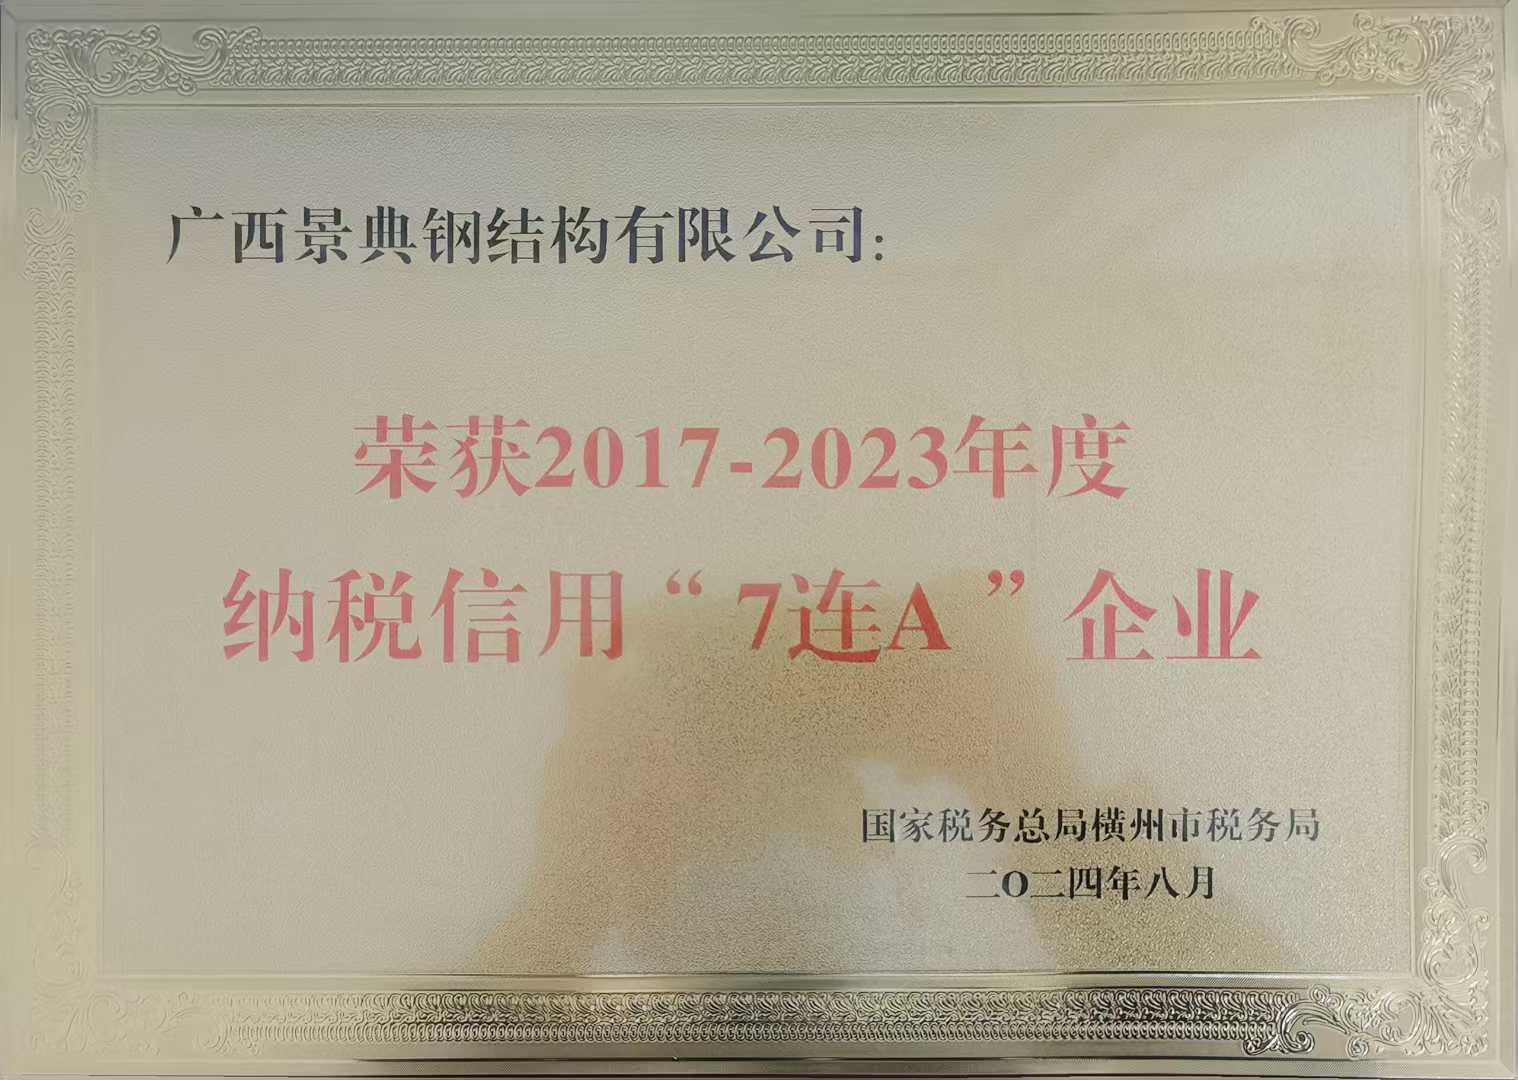 广西景典钢结构有限公司:
荣获2017-2023年度
纳税信用“7连A”企业
国家税务总局横州市税务局
二O二四年八月